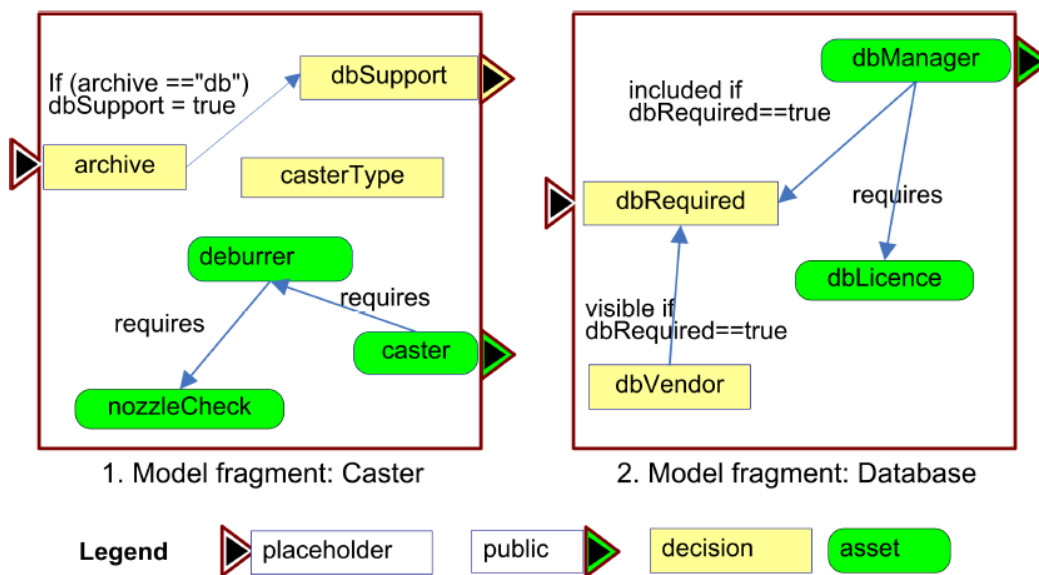 dbSupport
If (archive =="db")
dbSupport = true
archive
casterType
deburrer
requires
requires
caster
nozzleCheck
1. Model fragment: Caster
dbManager
included if
dbRequired==true
dbRequired
requires
dbLicence
visible if
dbRequired==true
dbVendor
2. Model fragment: Database
Legend
placeholder
public
decision
asset